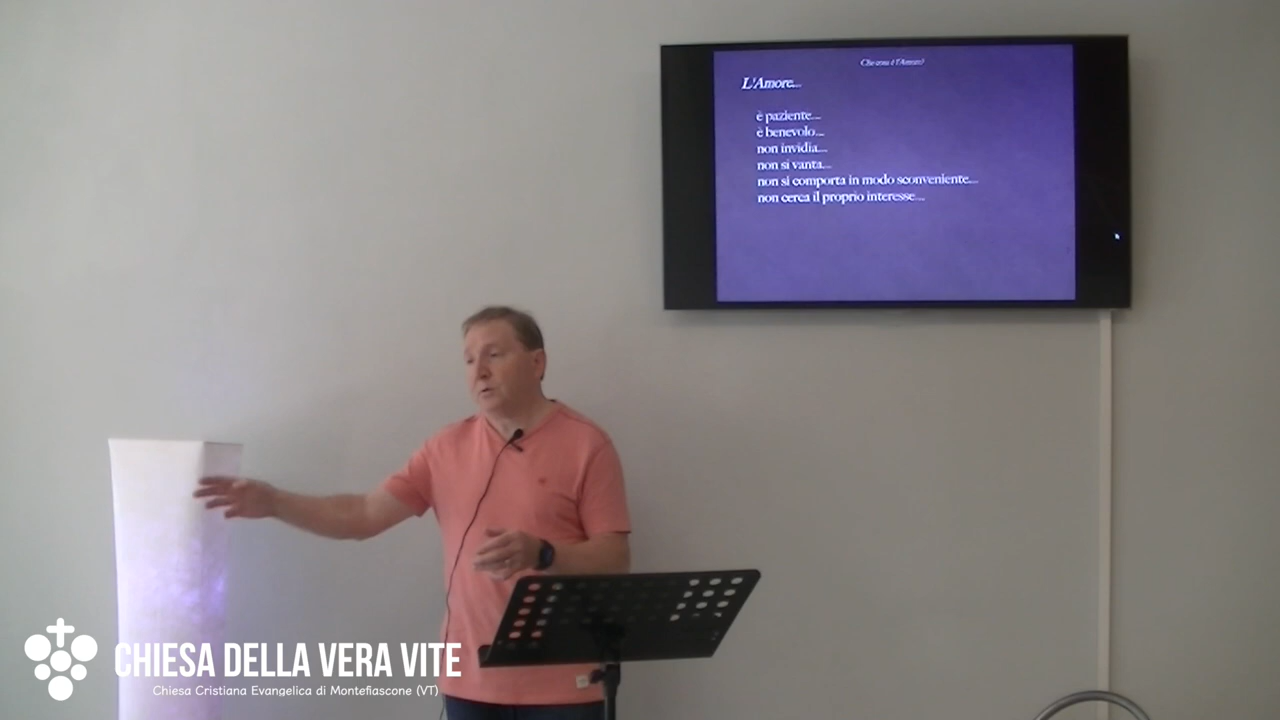 Che cosa è l'Amore?
L'Amore...
è paziente...
è benevolo...
non invidia...
non si vanta...
non si comporta in modo sconveniente...
non cerca il proprio interesse...
CHIESA DELLA VERA VITE
Chiesa Cristiana Evangelica di Montefiascone (VT)